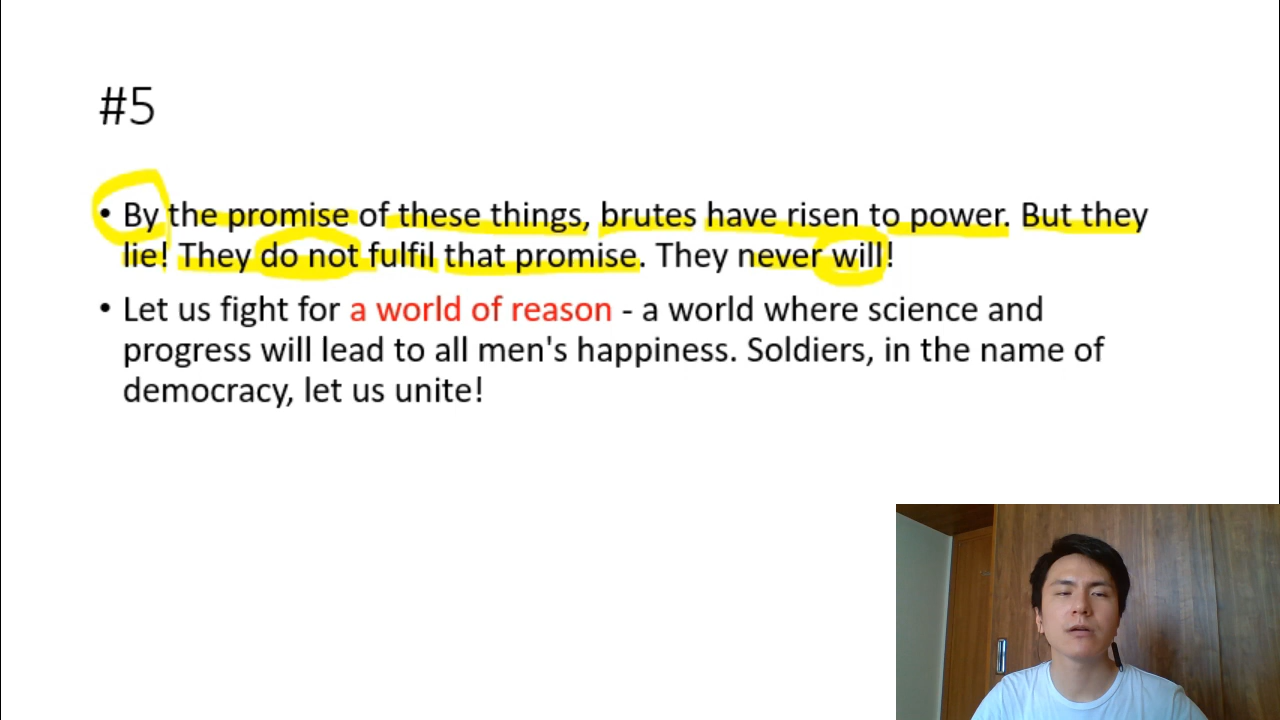 #5
• By the promise of these things, brutes have risen to power. But they
lie! They do not fulfil that promise. They never will!
• Let us fight for a world of reason - a world where science and
progress will lead to all men's happiness. Soldiers, in the name of
democracy, let us unite!